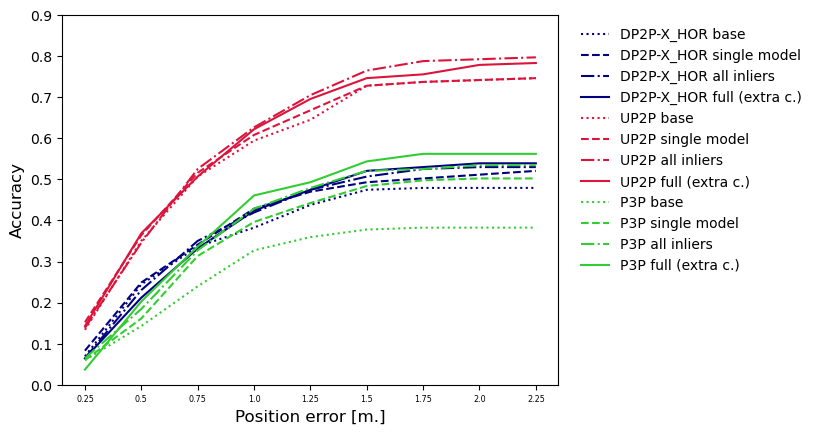 0.9
0.8
0.7
0.6
0.5
0.4
0.3
0.2
0.1
0.0
Accuracy
0.25 0.5 0.75 1.0 1.25 1.5 1.75 2.0 2.25
Position error [m.]
DP2P-X_HOR base
DP2P-X_HOR single model
DP2P-X_HOR all inliers
DP2P-X_HOR full (extra c.)
UP2P base
UP2P single model
UP2P all inliers
UP2P full (extra c.)
P3P base
P3P single model
P3P all inliers
P3P full (extra c.)